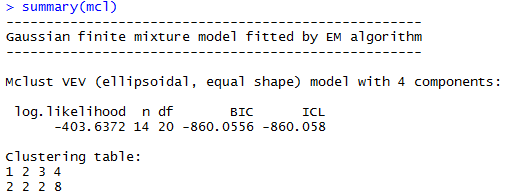 > summary(mcl)
----------------------------------------------------
Gaussian finite mixture model fitted by EM algorithm
----------------------------------------------------
Mclust VEV (ellipsoidal, equal shape) model with 4 components:
log.likelihood n df BIC ICL
-403.6372 14 20 -860.0556 -860.058
Clustering table:
1 2 3 4
2 2 2 8